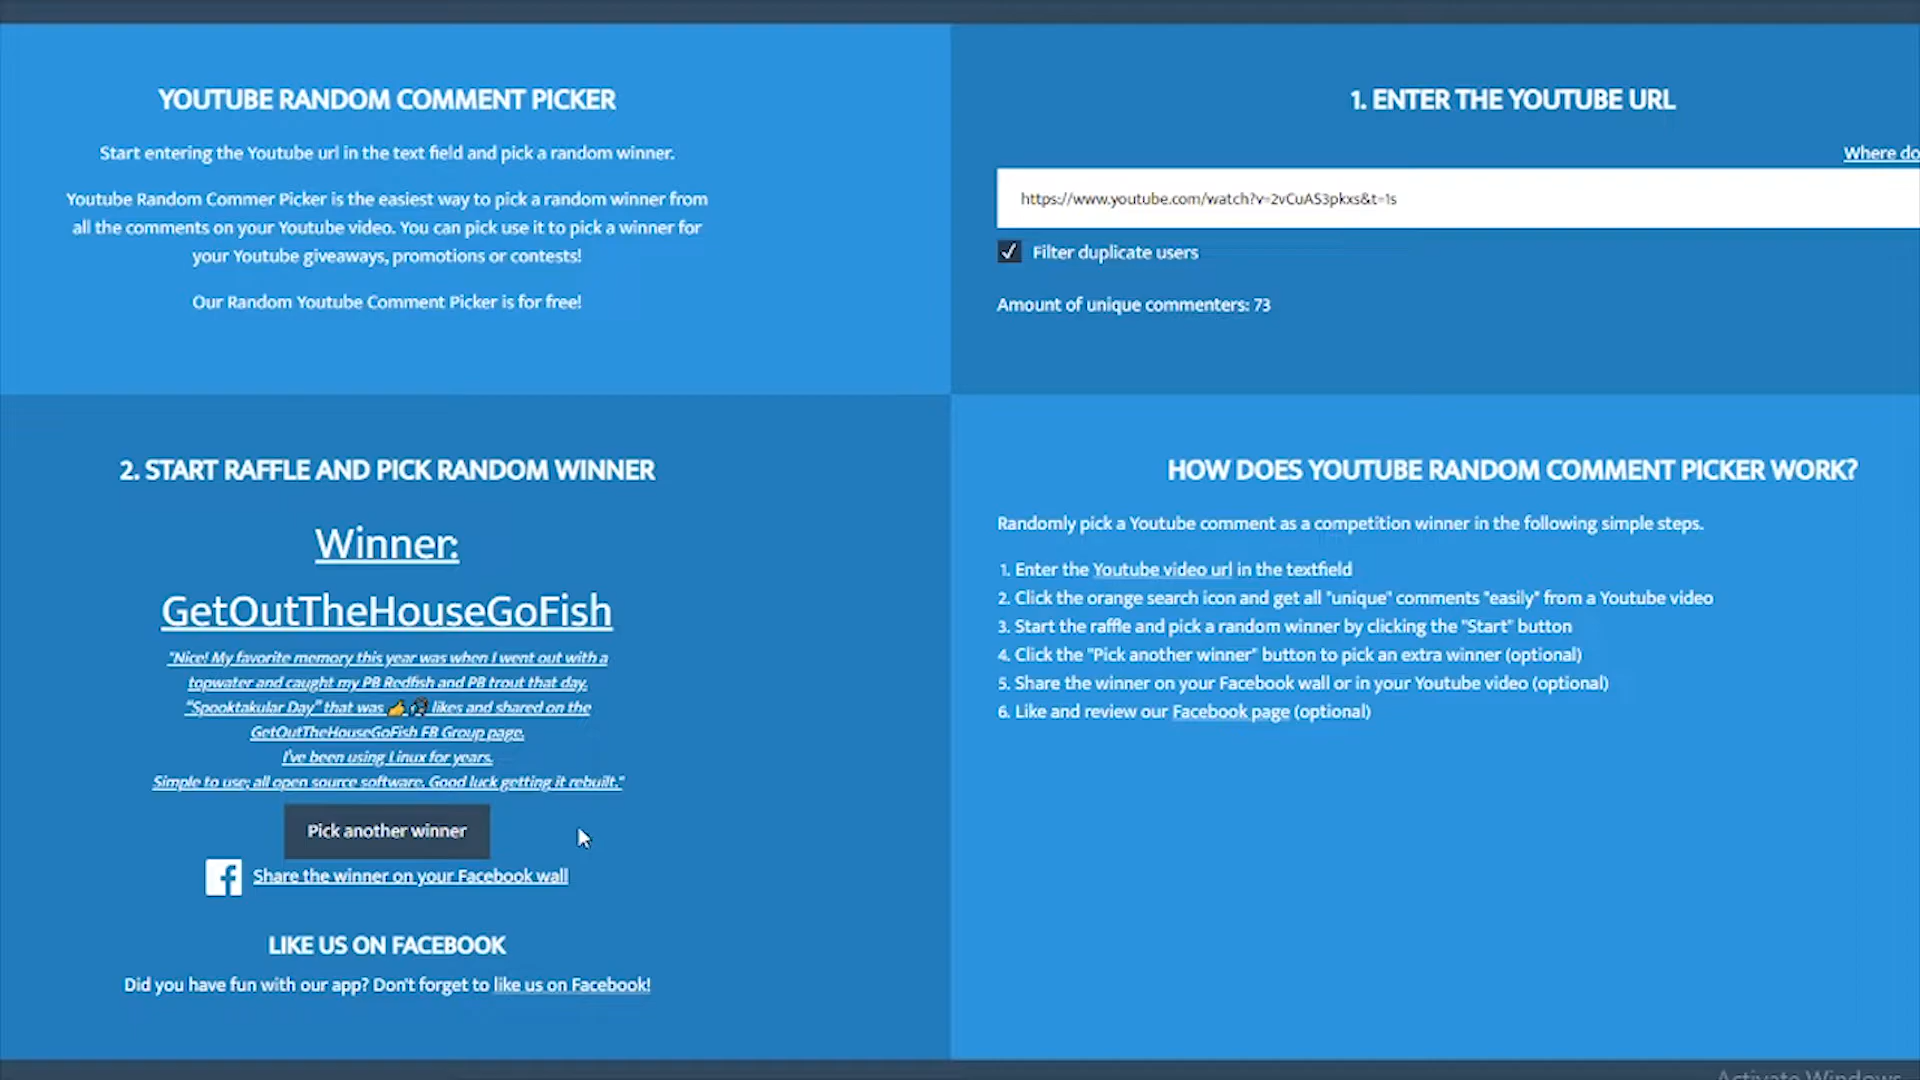 YOUTUBE RANDOM COMMENT PICKER
Start entering the Youtube url in the text field and pick a random winner.
Youtube Random Commer Picker is the easiest way to pick a random winner from
all the comments on your Youtube video. You can pick use it to pick a winner for
your Youtube giveaways, promotions or contests!
Our Random Youtube Comment Picker is for free!
1. ENTER THE YOUTUBE URL
Where do
https://www.youtube.com/watch?v=2vCuAS3pkxs&t=1s
Filter duplicate users
Amount of unique commenters: 73
2. START RAFFLE AND PICK RANDOM WINNER
Winner:
GetOutTheHouseGoFish
"Nice! My favorite memory this year was when I went out with a
topwater and caught my PB Redfish and PB trout that day.
"Spooktakular Day" that was 👍🎣 likes and shared on the
GetOutTheHouseGoFish FB Group page.
I've been using Linux for years.
Simple to use; all open source software. Good luck getting it rebuilt."
Pick another winner
Share the winner on your Facebook wall
LIKE US ON FACEBOOK
Did you have fun with our app? Don't forget to like us on Facebook!
HOW DOES YOUTUBE RANDOM COMMENT PICKER WORK?
Randomly pick a Youtube comment as a competition winner in the following simple steps.
1. Enter the Youtube video url in the textfield
2. Click the orange search icon and get all "unique" comments "easily" from a Youtube video
3. Start the raffle and pick a random winner by clicking the "Start" button
4. Click the "Pick another winner" button to pick an extra winner (optional)
5. Share the winner on your Facebook wall or in your Youtube video (optional)
6. Like and review our Facebook page (optional)
Activate Windows